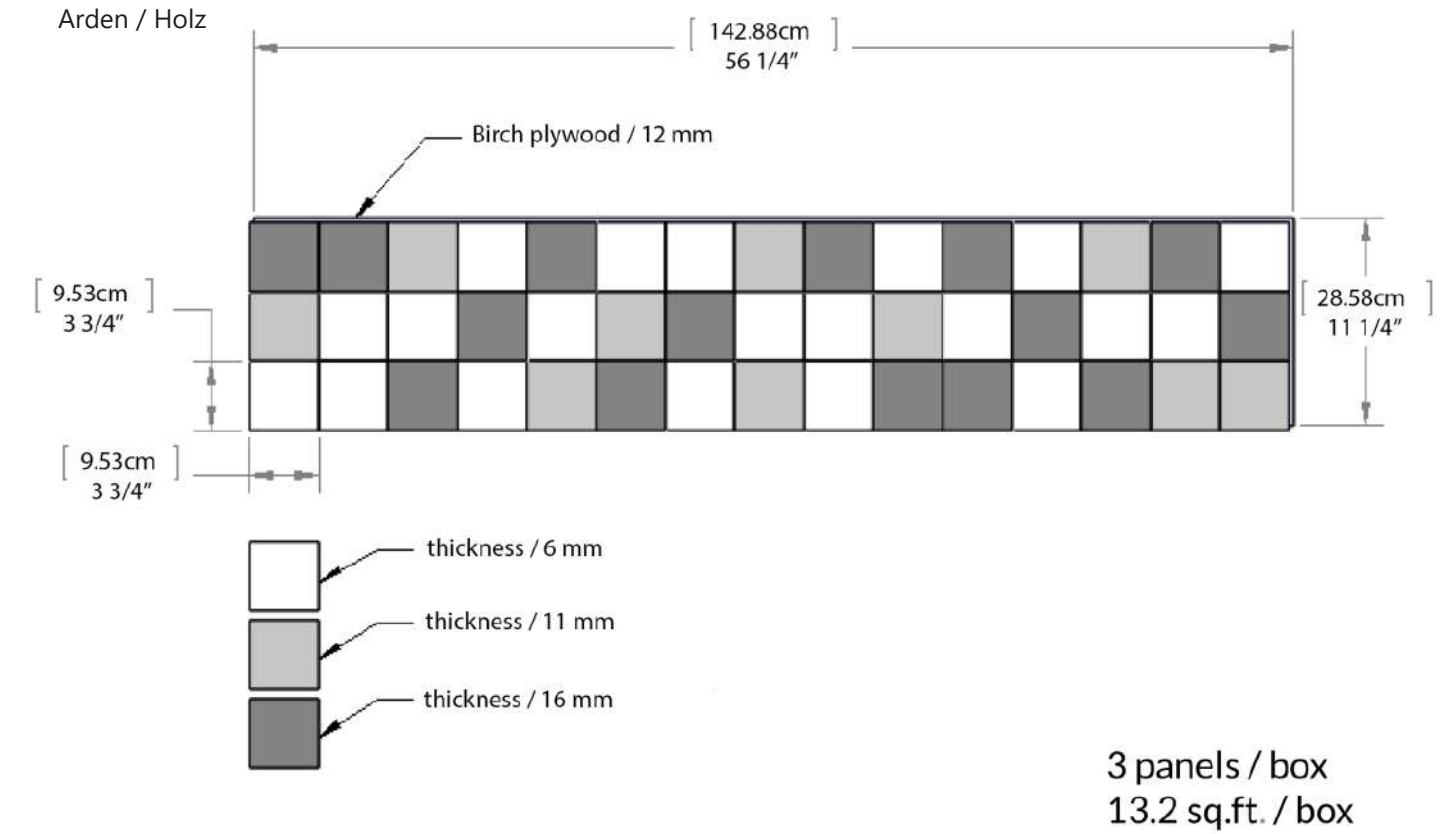 Arden / Holz
[ 142.88cm ]
56 1/4"
Birch plywood / 12 mm
[ 9.53cm ]
3 3/4"
[ 28.58cm ]
11 1/4"
[ 9.53cm ]
3 3/4"
thickness / 6 mm
thickness / 11 mm
thickness / 16 mm
3 panels / box
13.2 sq.ft. / box